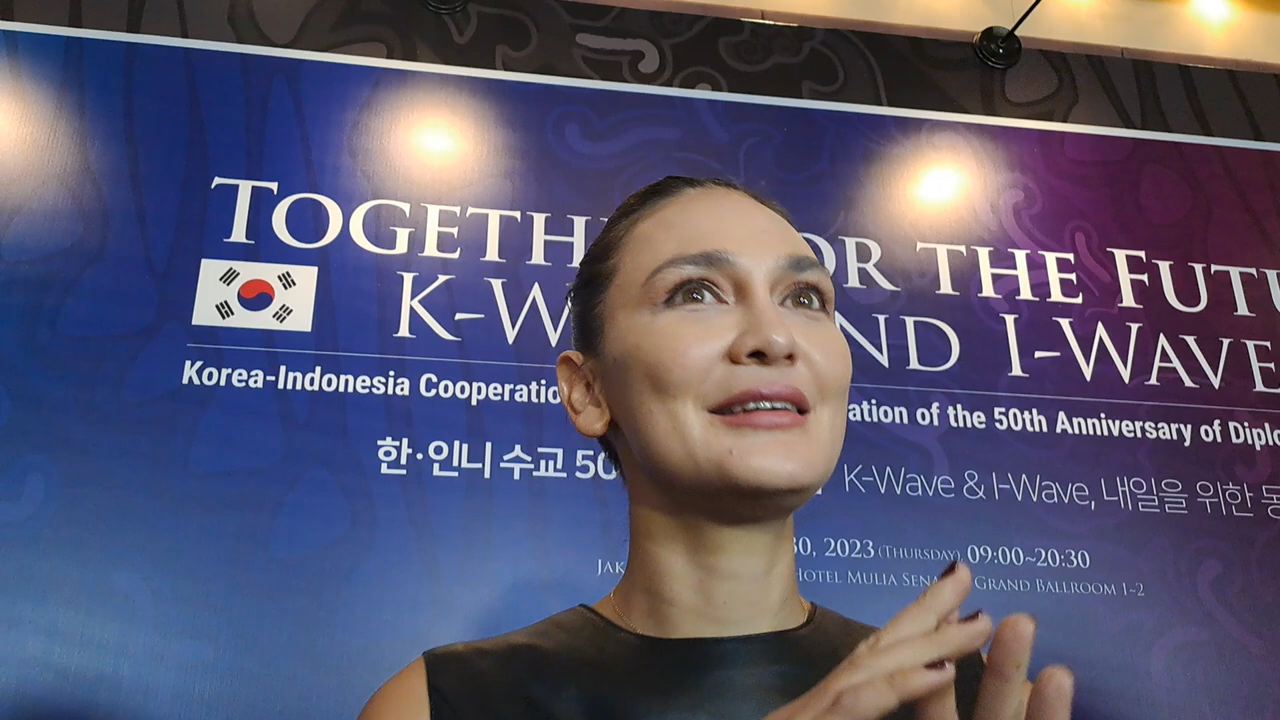 TOGETH OR THE FUTU
K-W ND I-WAVE
Korea-Indonesia Cooperatio ation of the 50th Anniversary of Diplo
한·인니 수교 50 K-Wave & I-Wave, 내일을 위한 동
30, 2023 (THURSDAY), 09:00~20:30
JAK HOTEL MULIA SENA GRAND BALLROOM 1-2